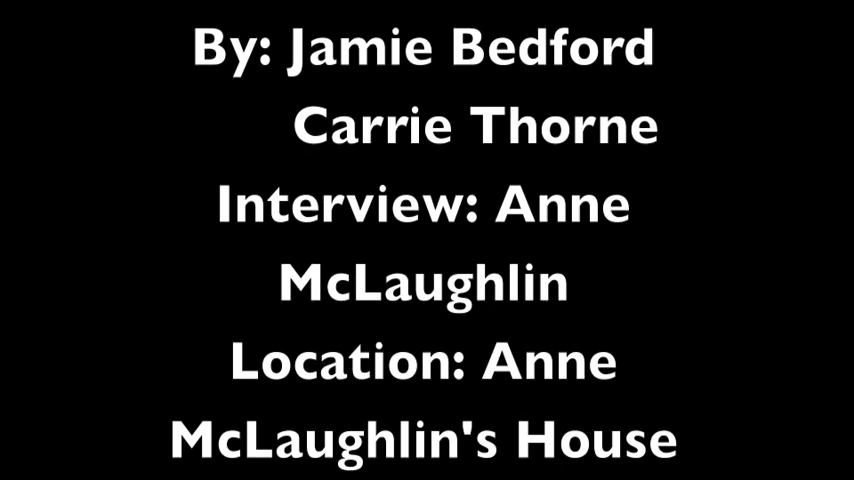 By: Jamie Bedford
Carrie Thorne
Interview: Anne
McLaughlin
Location: Anne
McLaughlin's House